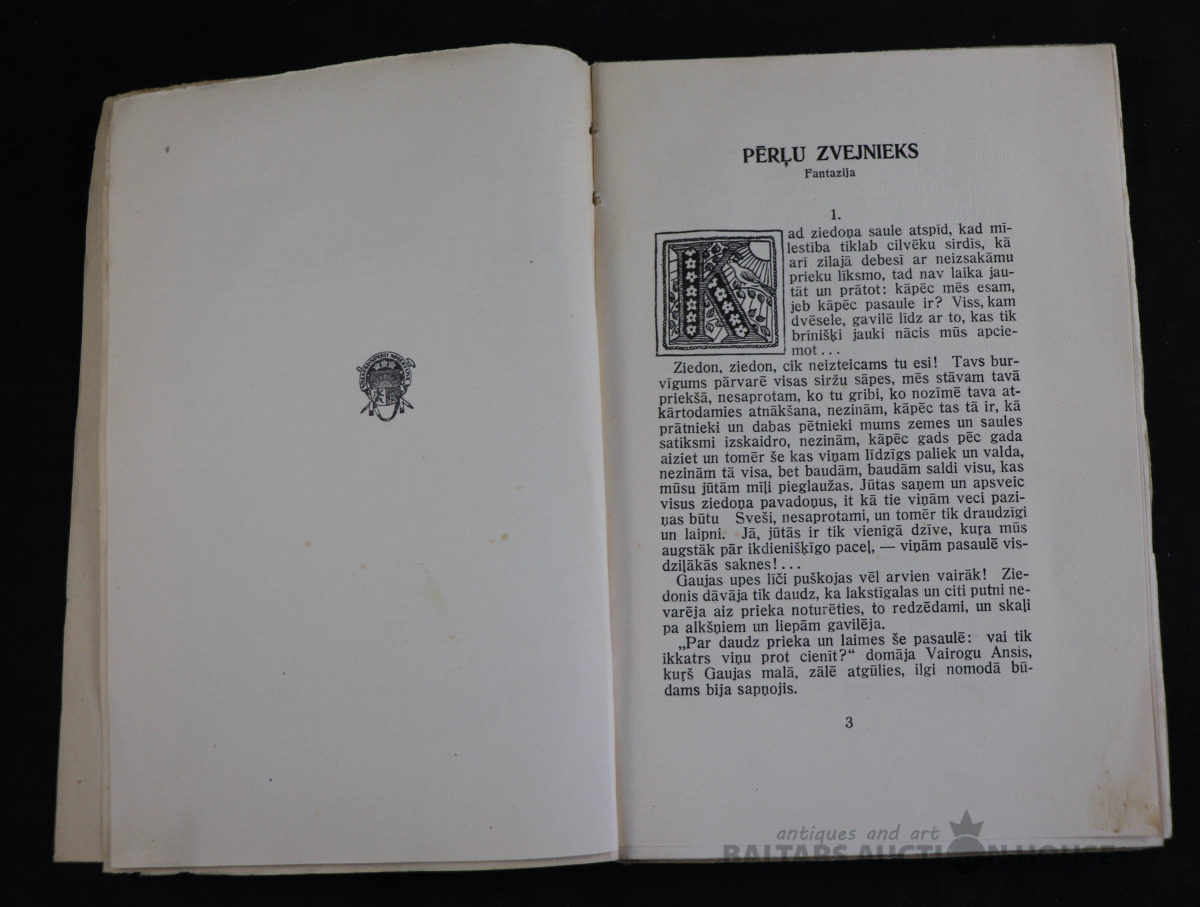 PĒRĻU ZVEJNIEKS
Fantazija
1.
Kad ziedoņa saule atspīd, kad mī-
lestība tiklab cilvēku sirdīs, kā
arī zilajā debesī ar neizsakāmu
prieku līksmo, tad nav laika jau-
tāt un prātot: kāpēc mēs esam,
jeb kāpēc pasaule ir? Viss, kam
dvēsele, gavilē līdz ar to, kas tik
brīnišķi jauki nācis mūs apcie-
mot...
Ziedon, ziedon, cik neizteicams tu esi! Tavs bur-
vīgums pārvarē visas siržu sāpes, mēs stāvam tavā
priekšā, nesaprotam, ko tu gribi, ko nozīmē tava at-
kārtodamies atnākšana, nezinām, kāpēc tas tā ir, kā
prātnieki un dabas pētnieki mums zemes un saules
satiksmi izskaidro, nezinām, kāpēc gads pēc gada
aiziet un tomēr še kas viņam līdzīgs paliek un valda,
nezinām tā visa, bet baudām, baudām saldi visu, kas
mūsu jūtām mīļi pieglaužas. Jūtas saņem un apsveic
visus ziedoņa pavadoņus, it kā tie viņām veci pazi-
ņas būtu Sveši, nesaprotami, un tomēr tik draudzīgi
un laipni. Jā, jūtās ir tik vienīgā dzīve, kuŗa mūs
augstāk pār ikdienišķīgo paceļ, — viņām pasaulē vis-
dziļākās saknes!...
Gaujas upes līči puškojas vēl arvien vairāk! Zie-
donis dāvāja tik daudz, ka lakstīgalas un citi putni ne-
varēja aiz prieka noturēties, to redzēdami, un skaļi
pa alkšņiem un liepām gavilēja.
„Par daudz prieka un laimes še pasaulē: vai tik
ikkatrs viņu prot cienīt?“ domāja Vairogu Ansis,
kuŗš Gaujas malā, zālē atgūlies, ilgi nomodā bū-
dams bija sapņojis.
3
antiques and art
BALTARS AUCTION HOUSE